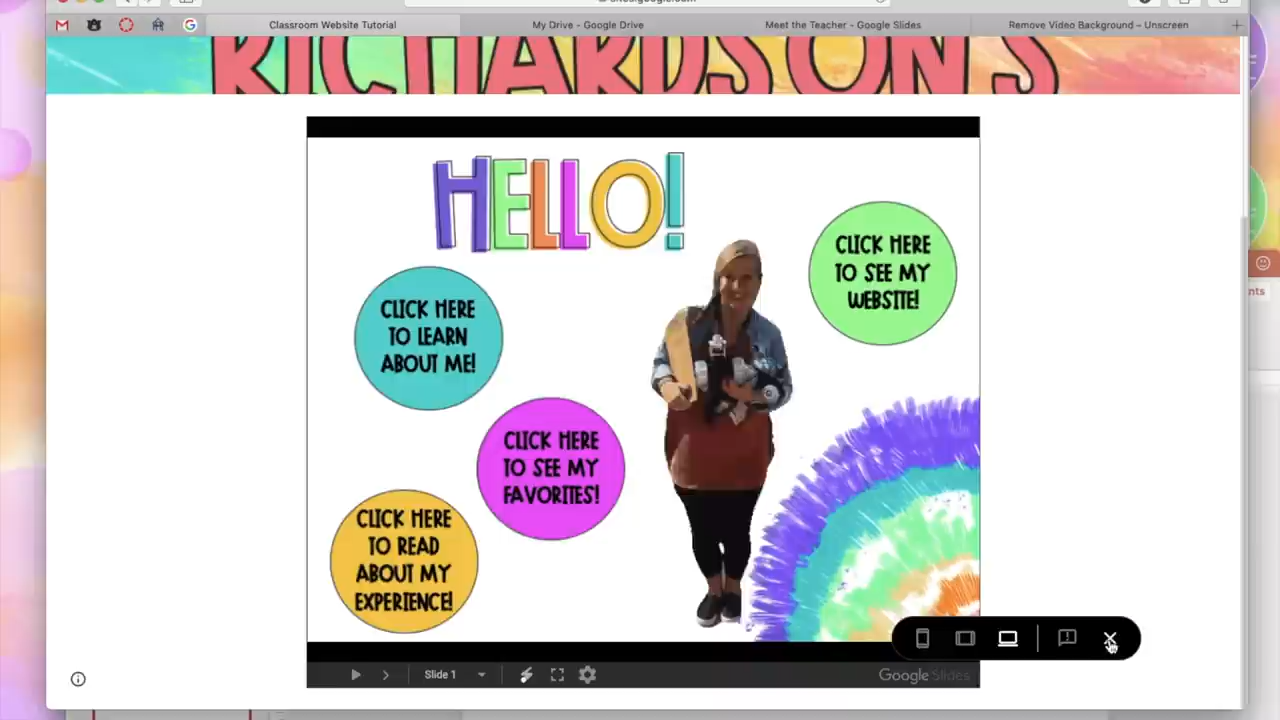 Classroom Website Tutorial
My Drive - Google Drive
Meet the Teacher - Google Slides
Remove Video Background – Unscreen
RICHARDSON'S
HELLO!
CLICK HERE
TO SEE MY
WEBSITE!
CLICK HERE
TO LEARN
ABOUT ME!
CLICK HERE
TO SEE MY
FAVORITES!
CLICK HERE
TO READ
ABOUT MY
EXPERIENCE!
Slide 1
Google Slides